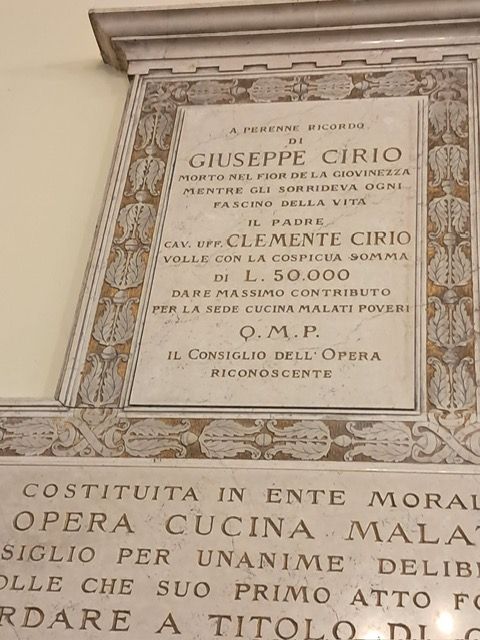 A PERENNE RICORDO
DI
GIUSEPPE CIRIO
MORTO NEL FIOR DE LA GIOVINEZZA
MENTRE GLI SORRIDEVA OGNI
FASCINO DELLA VITA
IL PADRE
CAV. UFF. CLEMENTE CIRIO
VOLLE CON LA COSPICUA SOMMA
DI L. 50.000
DARE MASSIMO CONTRIBUTO
PER LA SEDE CUCINA MALATI POVERI
Q.M.P.
IL CONSIGLIO DELL'OPERA
RICONOSCENTE
COSTITUITA IN ENTE MORAL
OPERA CUCINA MALAT
SIGLIO PER UNANIME DELIB
OLLE CHE SUO PRIMO ATTO FO
RDARE A TITOLO DI